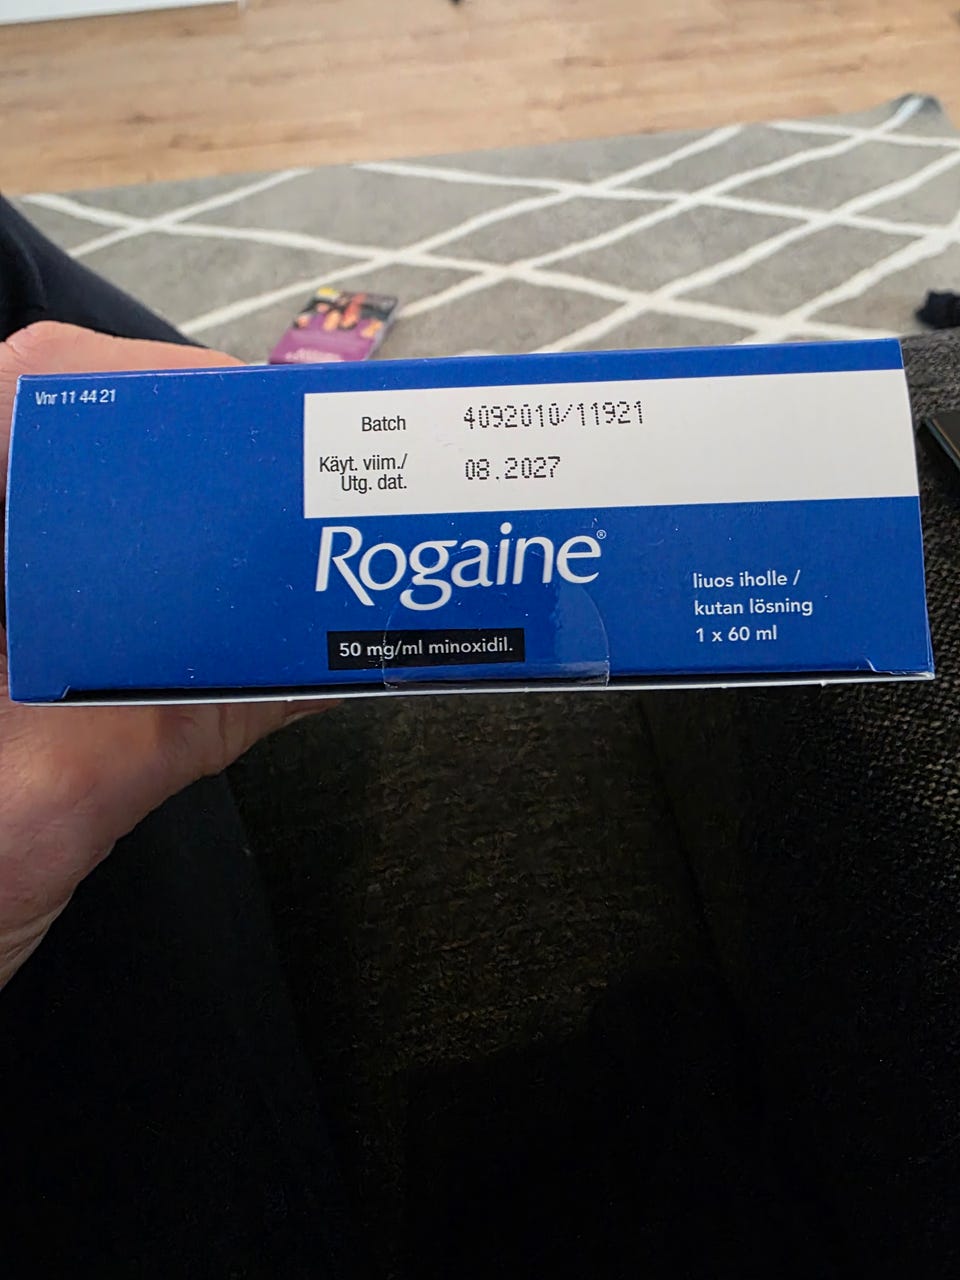 Vnr 11 44 21
Batch 4092010/11921
Käyt. viim./
Utg. dat. 08.2027
Rogaine®
50 mg/ml minoxidil.
liuos iholle /
kutan lösning
1 x 60 ml